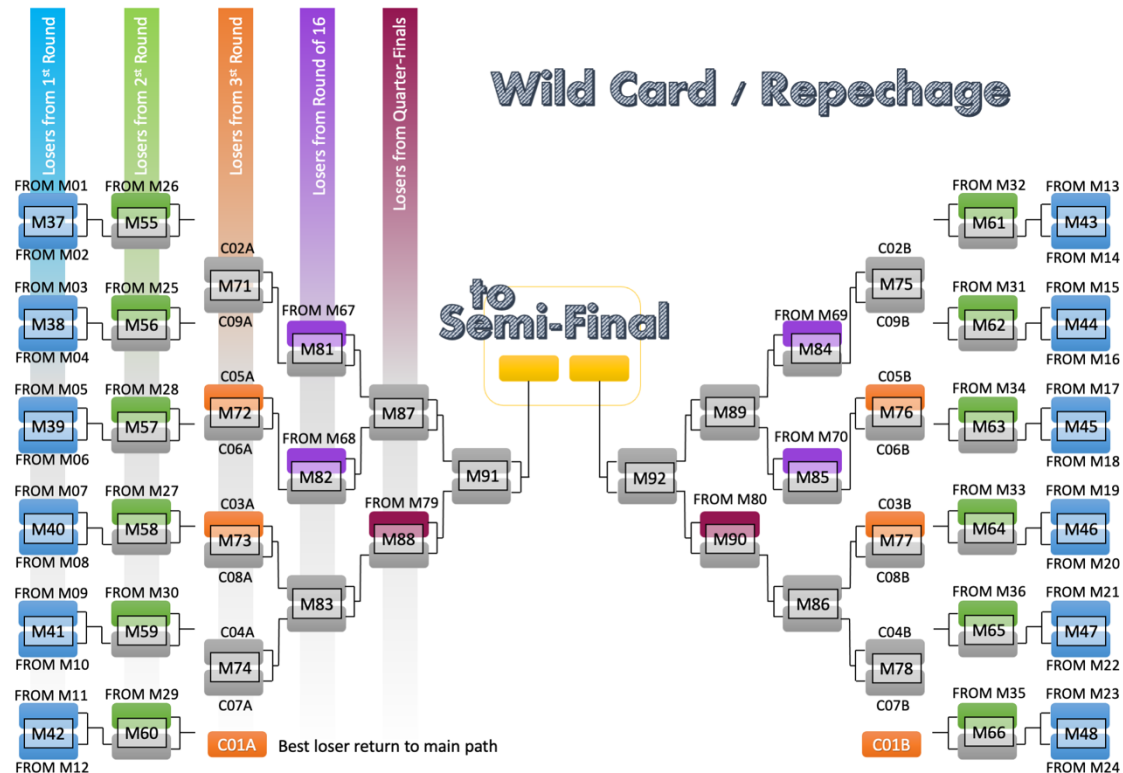 Losers from 1st Round
Losers from 2st Round
Losers from 3st Round
Losers from Round of 16
Losers from Quarter-Finals
Wild Card / Repechage
to
Semi-Final
FROM M01
M37
FROM M02
FROM M03
M38
FROM M04
FROM M05
M39
FROM M06
FROM M07
M40
FROM M08
FROM M09
M41
FROM M10
FROM M11
M42
FROM M12
FROM M26
M55
FROM M25
M56
FROM M28
M57
FROM M27
M58
FROM M30
M59
FROM M29
M60
C02A
M71
C09A
C05A
M72
C06A
C03A
M73
C08A
C04A
M74
C07A
C01A
Best loser return to main path
FROM M67
M81
FROM M68
M82
M83
M87
FROM M79
M88
M91
M92
M89
FROM M80
M90
FROM M69
M84
FROM M70
M85
M86
C02B
M75
C09B
C05B
M76
C06B
C03B
M77
C08B
C04B
M78
C07B
C01B
FROM M32
M61
FROM M31
M62
FROM M34
M63
FROM M33
M64
FROM M36
M65
FROM M35
M66
FROM M13
M43
FROM M14
FROM M15
M44
FROM M16
FROM M17
M45
FROM M18
FROM M19
M46
FROM M20
FROM M21
M47
FROM M22
FROM M23
M48
FROM M24